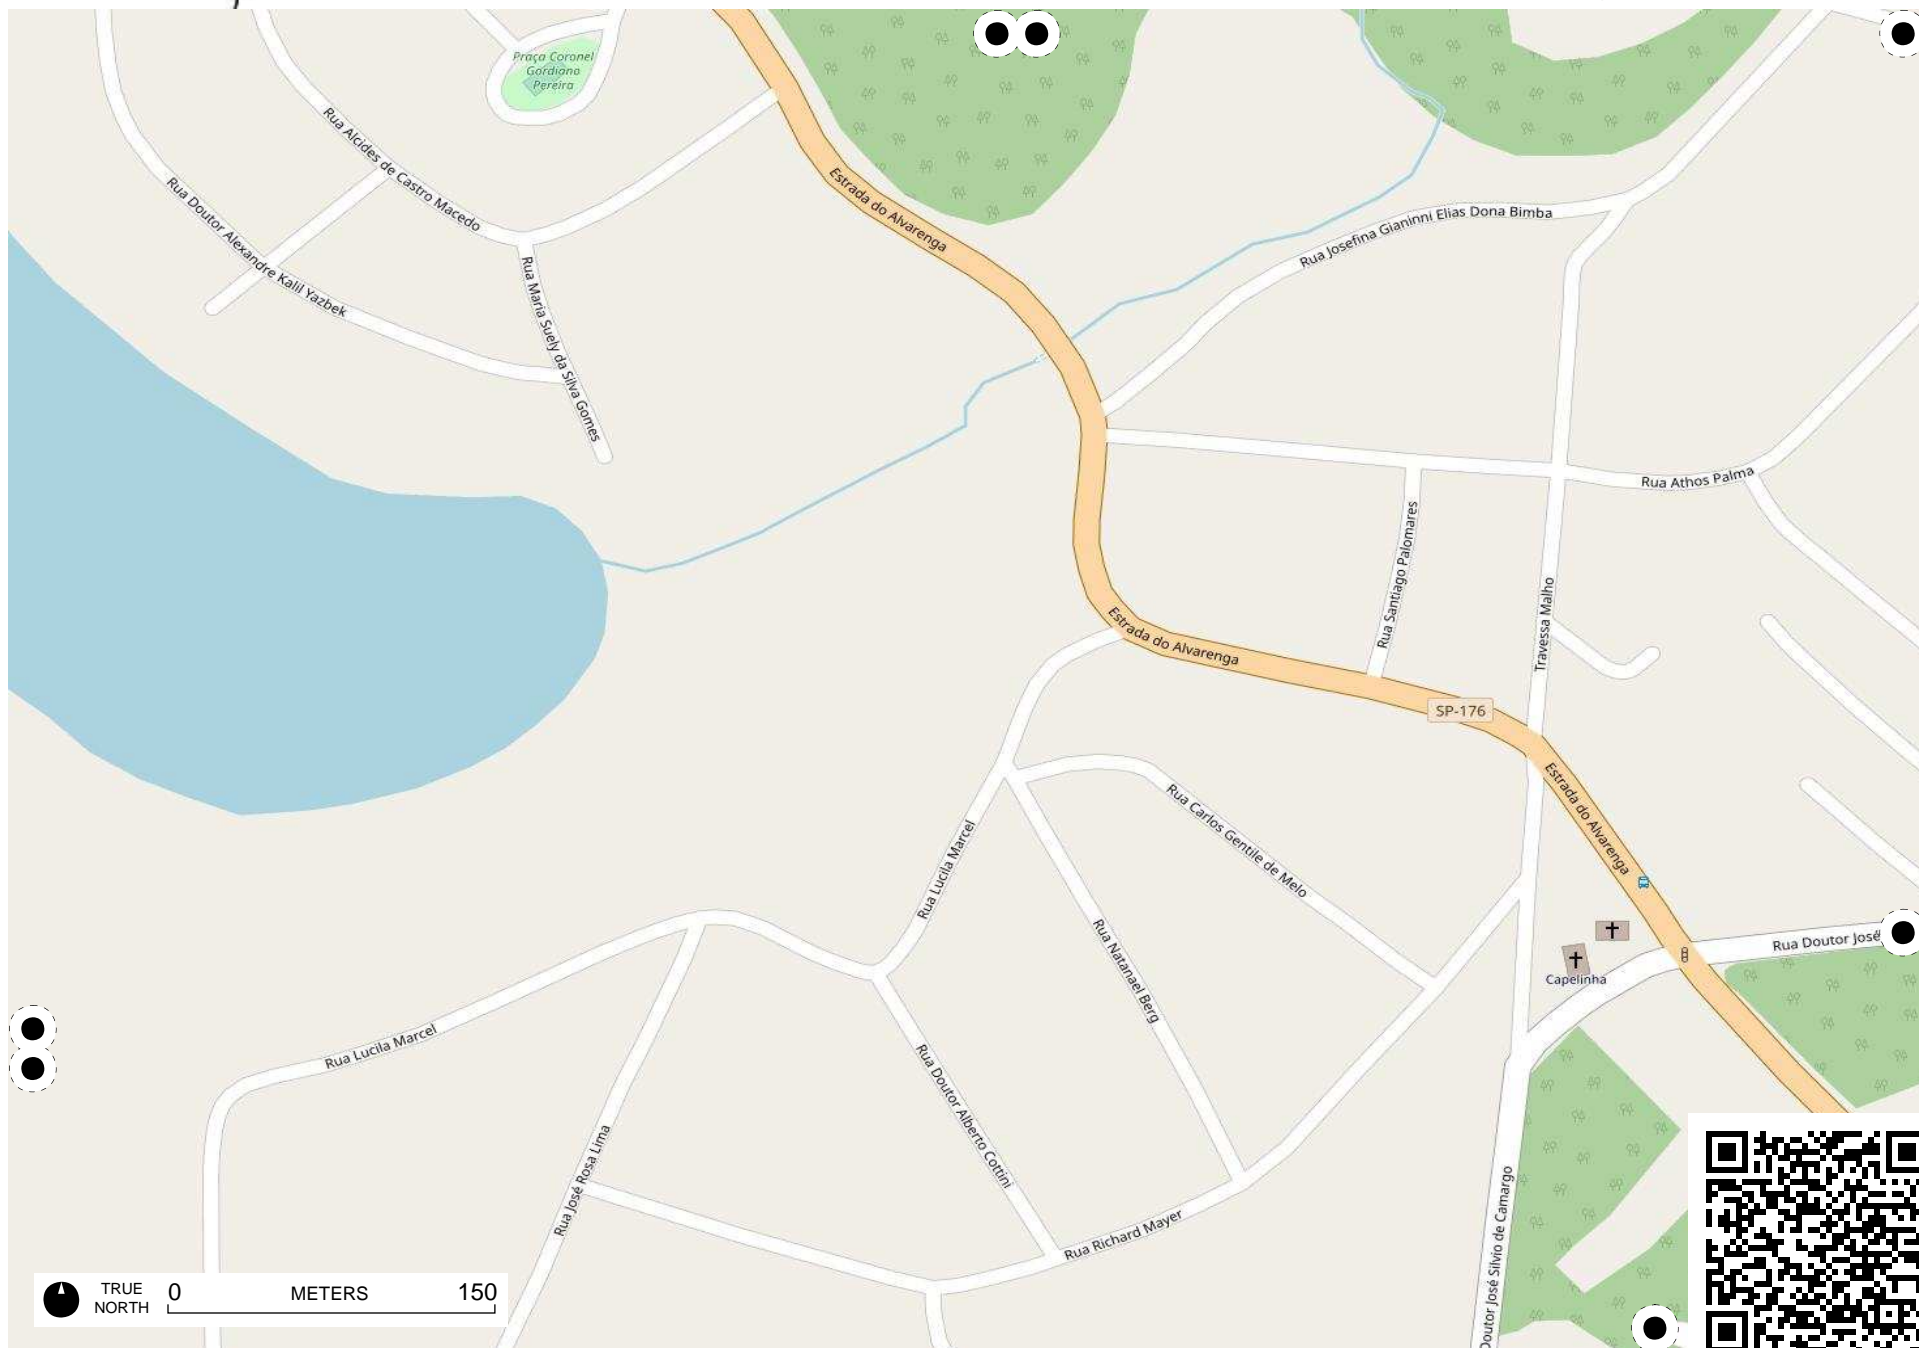 Praça Coronel
Gordiano
Pereira
Rua Alcides de Castro Macedo
Rua Doutor Alexandre Kalil Yazbek
Rua Maria Suely da Silva Gomes
Estrada do Alvarenga
Rua Josefina Gianinni Elias Dona Bimba
Rua Athos Palma
Rua Santiago Palomares
Travessa Malho
Estrada do Alvarenga
SP-176
Estrada do Alvarenga
Rua Carlos Gentile de Melo
Rua Lucila Marcel
Rua Natanael Berg
Rua Doutor José
Capelinha
Rua Lucila Marcel
Rua Doutor Alberto Cottini
Rua José Rosa Lima
Rua Richard Mayer
Doutor José Silvio de Camargo
TRUE
NORTH
0 METERS 150